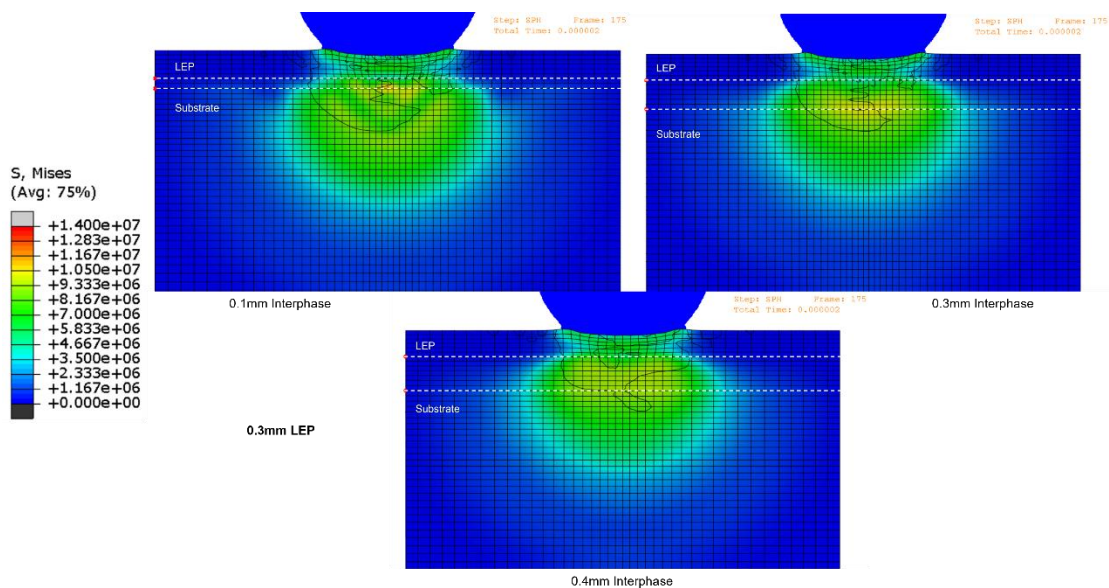 Step: SPH Frame: 175
Total Time: 0.000002
LEP
Substrate
0.1mm Interphase
Step: SPH Frame: 175
Total Time: 0.000002
LEP
Substrate
0.3mm Interphase
S, Mises
(Avg: 75%)
+1.400e+07
+1.283e+07
+1.167e+07
+1.050e+07
+9.333e+06
+8.167e+06
+7.000e+06
+5.833e+06
+4.667e+06
+3.500e+06
+2.333e+06
+1.167e+06
+0.000e+00
Step: SPH Frame: 175
Total Time: 0.000002
LEP
Substrate
0.3mm LEP
0.4mm Interphase